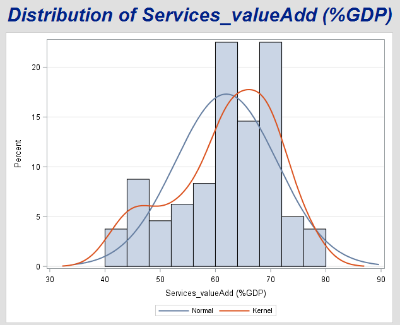 Distribution of Services_valueAdd (%GDP)
20
15
10
5
0
Percent
30 40 50 60 70 80 90
Services_valueAdd (%GDP)
Normal Kernel